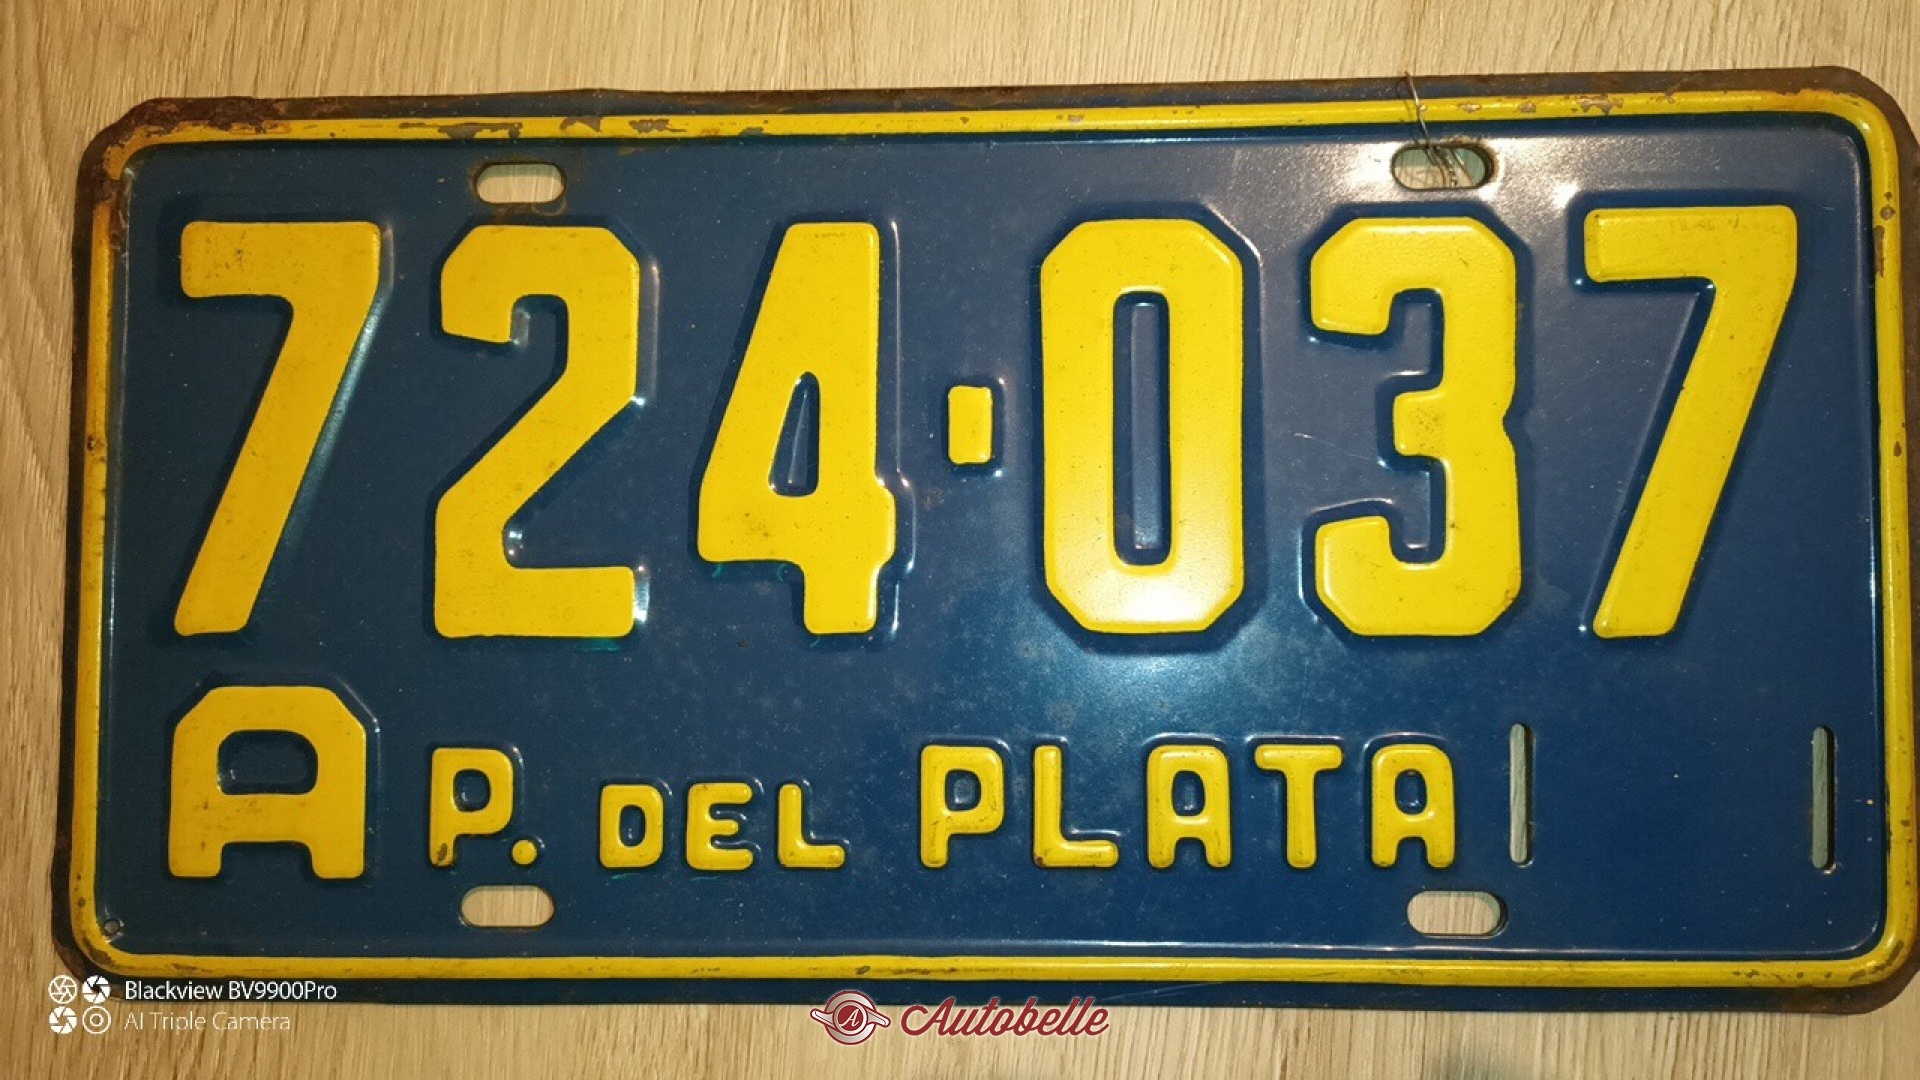 724-037
A P. DEL PLATA
Blackview BV9900Pro
AI Triple Camera
A Autobelle